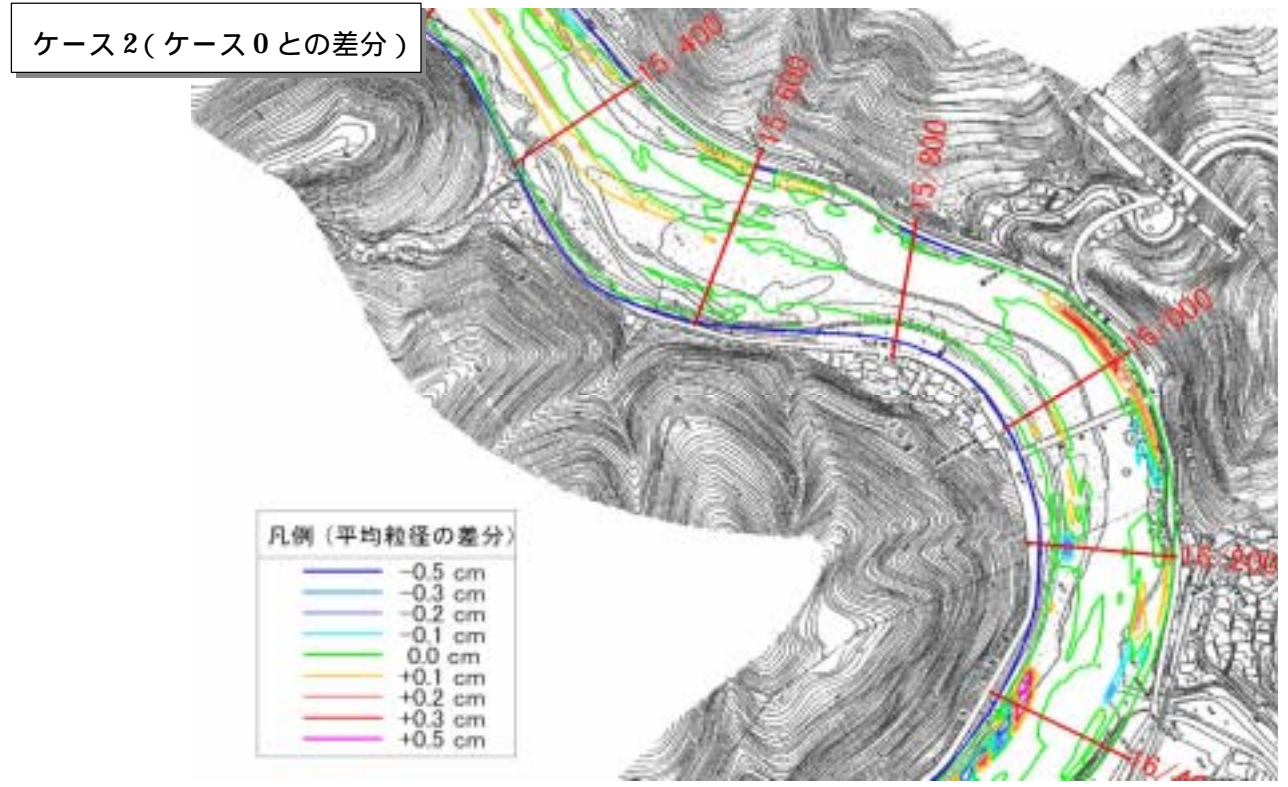 ケース2(ケース0との差分)
15/400
15/600
15/800
16/000
16/200
16/40
凡例(平均粒径の差分)
-0.5 cm
-0.3 cm
-0.2 cm
-0.1 cm
0.0 cm
+0.1 cm
+0.2 cm
+0.3 cm
+0.5 cm